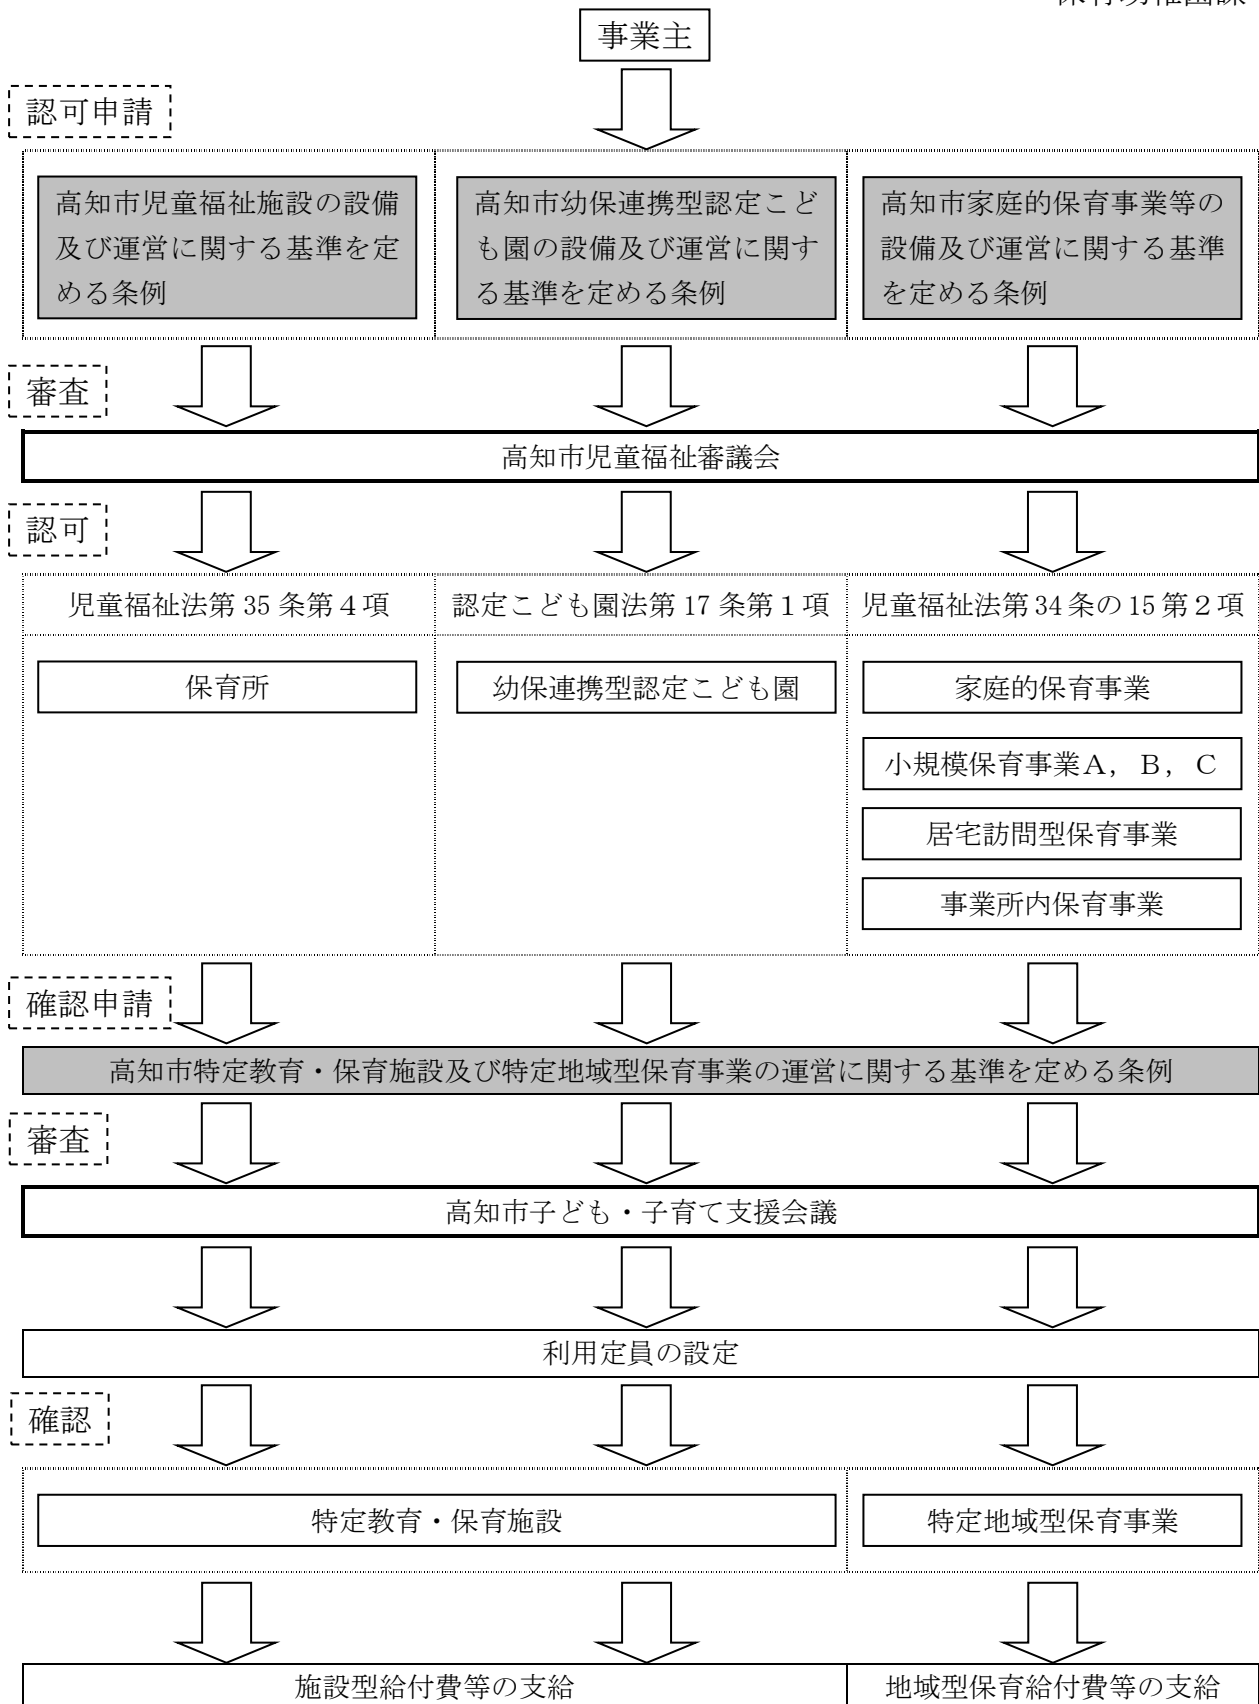 事業主
認可申請
高知市児童福祉施設の設備
及び運営に関する基準を定
める条例
高知市幼保連携型認定こど
も園の設備及び運営に関す
る基準を定める条例
高知市家庭的保育事業等の
設備及び運営に関する基準
を定める条例
審査
高知市児童福祉審議会
認可
児童福祉法第 35 条第４項
認定こども園法第 17 条第１項
児童福祉法第 34 条の 15 第２項
保育所
幼保連携型認定こども園
家庭的保育事業
小規模保育事業Ａ，Ｂ，Ｃ
居宅訪問型保育事業
事業所内保育事業
確認申請
高知市特定教育・保育施設及び特定地域型保育事業の運営に関する基準を定める条例
審査
高知市子ども・子育て支援会議
利用定員の設定
確認
特定教育・保育施設
特定地域型保育事業
施設型給付費等の支給
地域型保育給付費等の支給